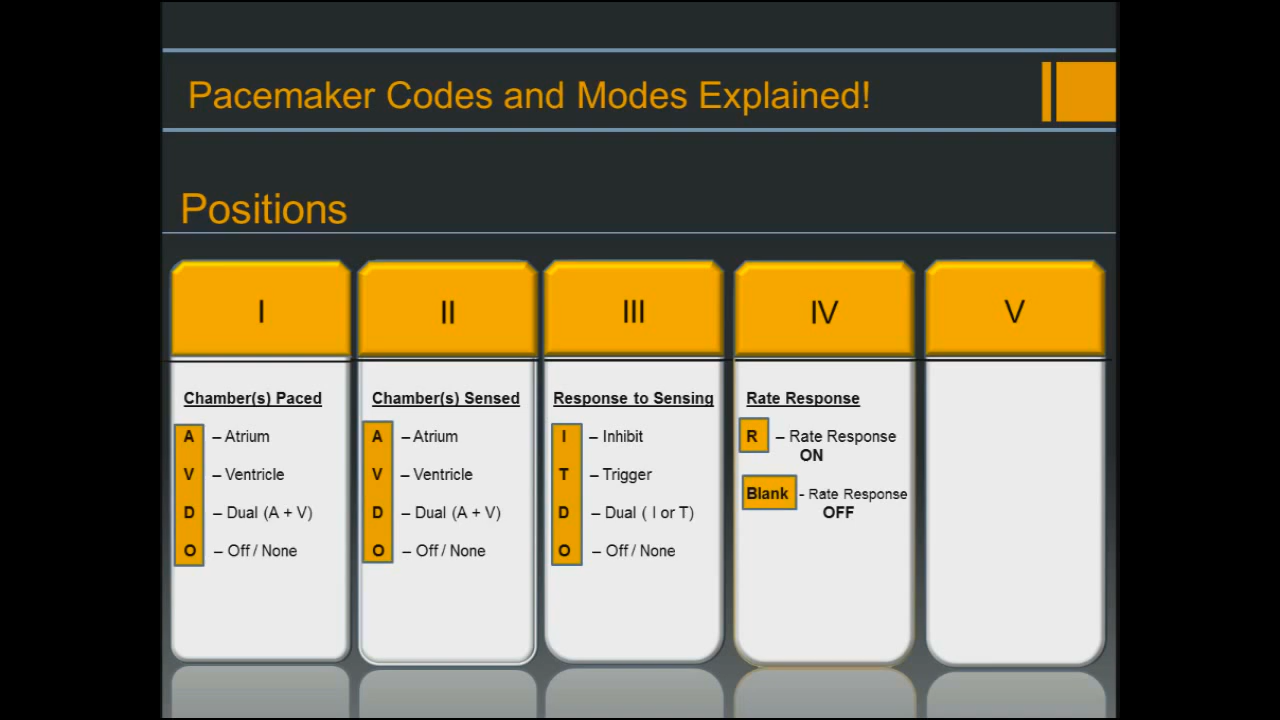 Pacemaker Codes and Modes Explained!
Positions
I
II
III
IV
V
Chamber(s) Paced
A – Atrium
V – Ventricle
D – Dual (A + V)
O – Off / None
Chamber(s) Sensed
A – Atrium
V – Ventricle
D – Dual (A + V)
O – Off / None
Response to Sensing
I – Inhibit
T – Trigger
D – Dual ( I or T)
O – Off / None
Rate Response
R – Rate Response
ON
Blank - Rate Response
OFF